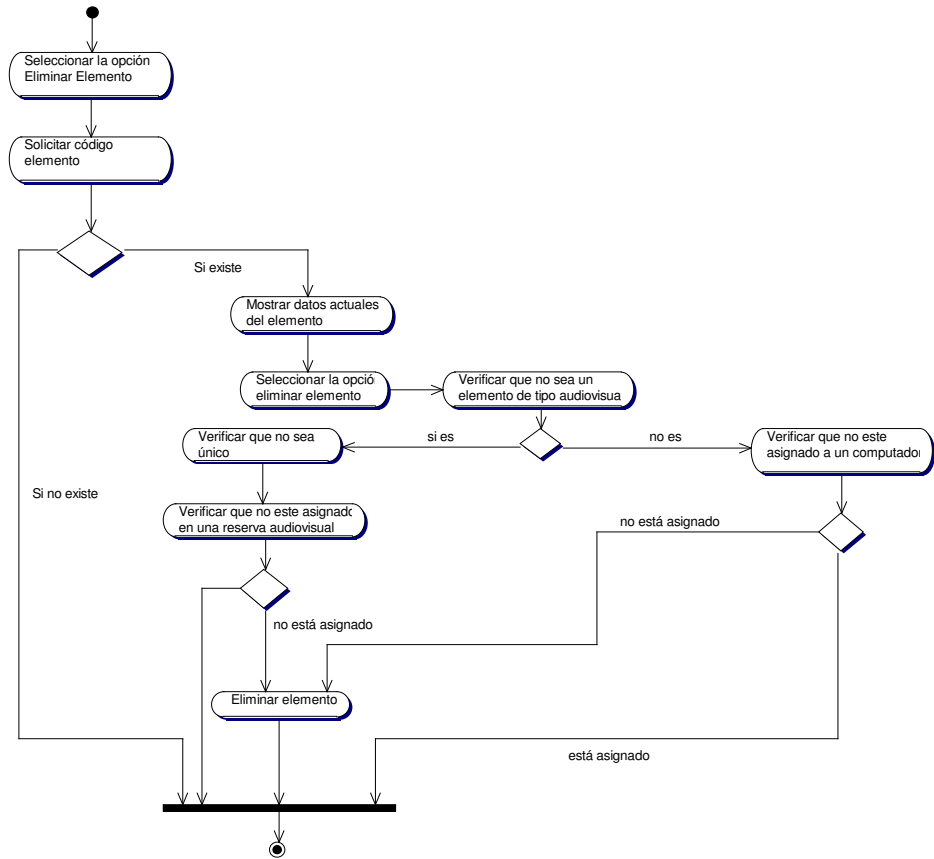 Seleccionar la opción
Eliminar Elemento
Solicitar código
elemento
Si existe
Mostrar datos actuales
del elemento
Seleccionar la opció
eliminar elemento
Verificar que no sea un
elemento de tipo audiovisua
si es
no es
Verificar que no sea
único
Verificar que no este
asignado a un computador
Si no existe
Verificar que no este asignado
en una reserva audiovisual
no está asignado
no está asignado
Eliminar elemento
está asignado